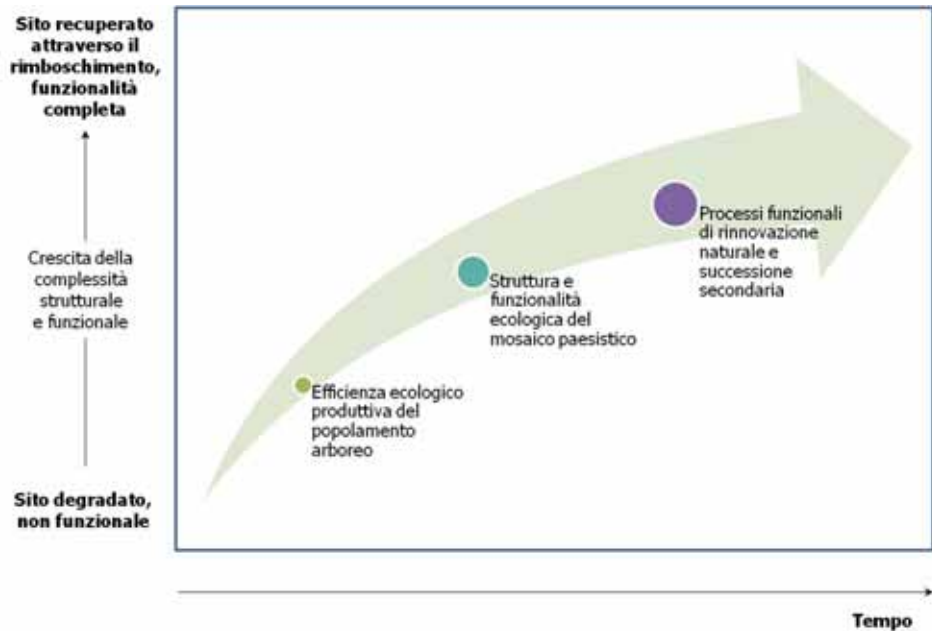 Sito recuperato
attraverso il
rimboschimento,
funzionalità
completa
Crescita della
complessità
strutturale
e funzionale
Sito degradato,
non funzionale
Efficienza ecologico
produttiva del
popolamento
arboreo
Struttura e
funzionalità
ecologica del
mosaico paesistico
Processi funzionali
di rinnovazione
naturale e
successione
secondaria
Tempo